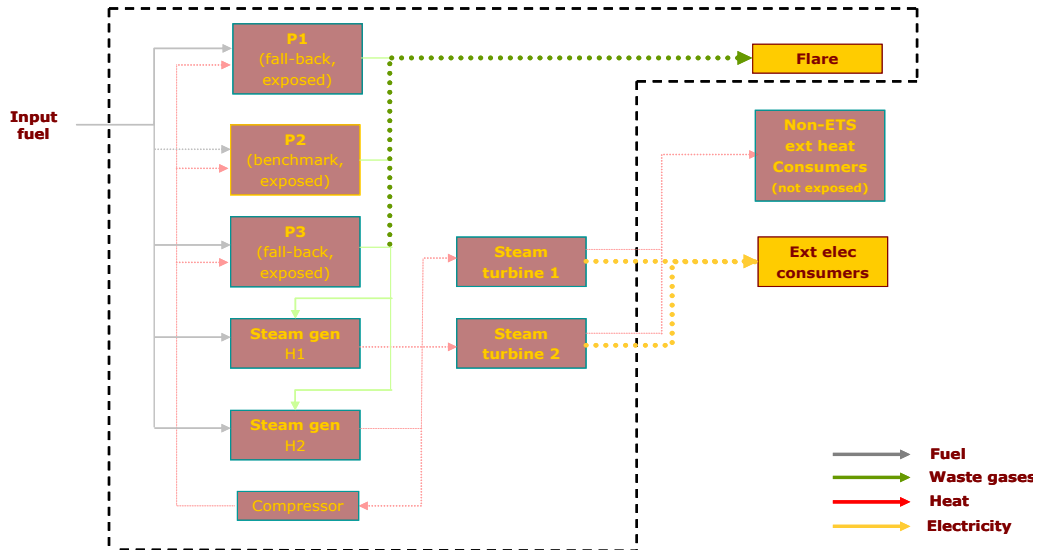 P1
(fall-back,
exposed)
Flare
Input
fuel
P2
(benchmark,
exposed)
Non-ETS
ext heat
Consumers
(not exposed)
P3
(fall-back,
exposed)
Steam
turbine 1
Ext elec
consumers
Steam gen
H1
Steam
turbine 2
Steam gen
H2
Compressor
Fuel
Waste gases
Heat
Electricity